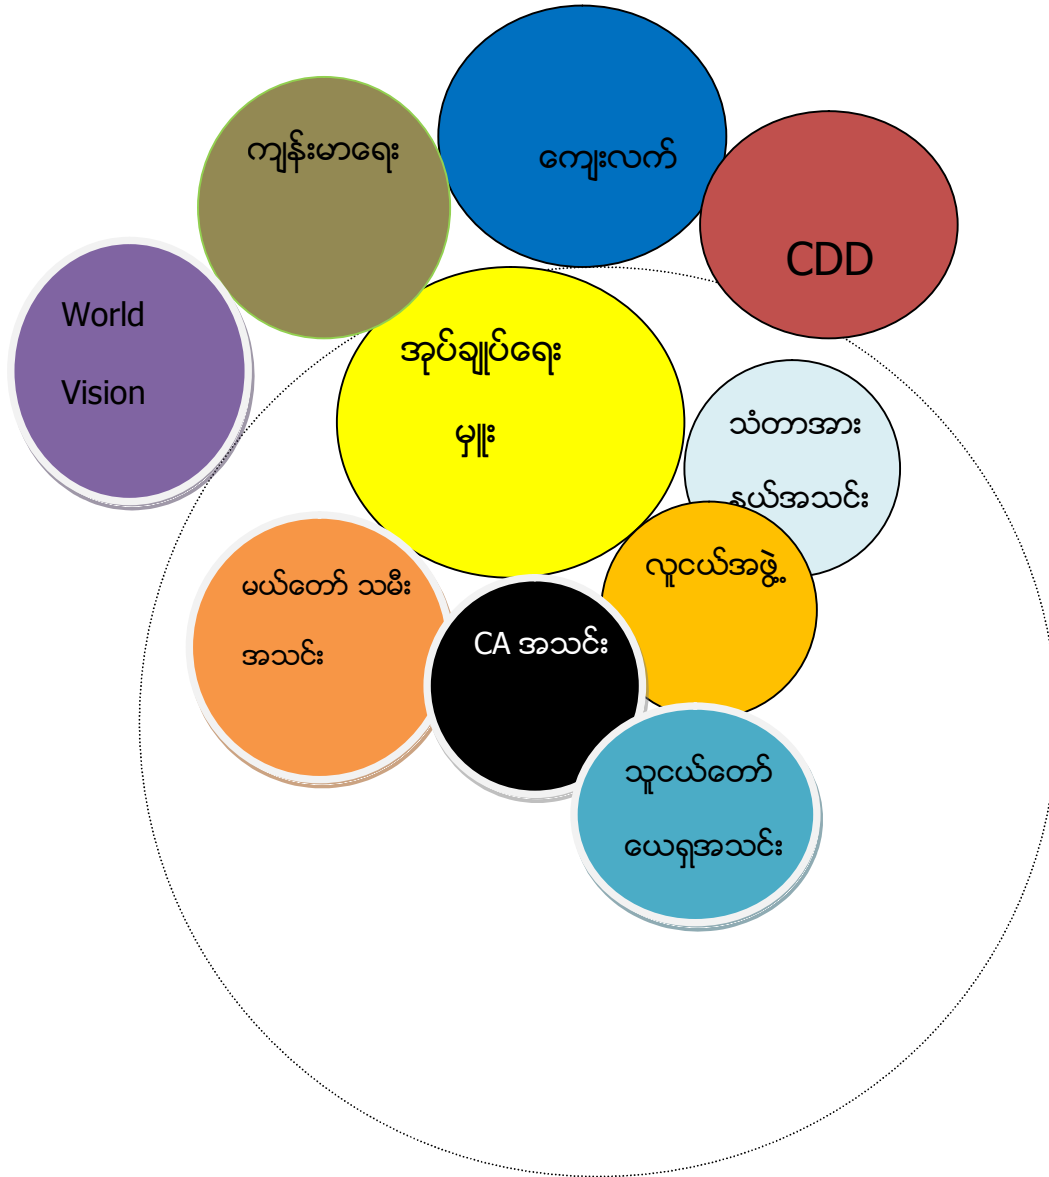 ကျန်းမာရေး
ကျေးလက်
CDD
World
Vision
အုပ်ချုပ်ရေး
မှူး
သံတာအား
နွယ်အသင်း
လူငယ်အဖွဲ့
မယ်တော် သမီး
အသင်း
CA အသင်း
သူငယ်တော်
ယေရှုအသင်း